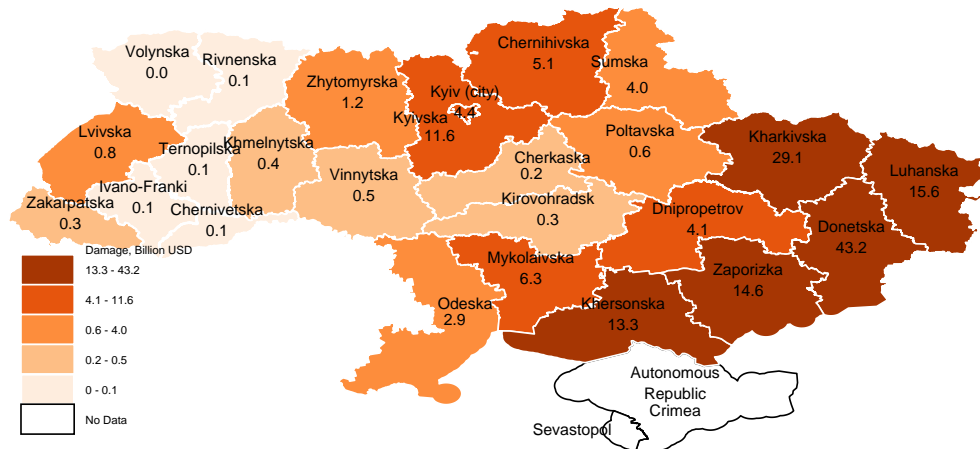 Volynska
0.0
Rivnenska
0.1
Zhytomyrska
1.2
Kyiv (city)
4.4
Kyivska
11.6
Chernihivska
5.1
Sumska
4.0
Lvivska
0.8
Ternopilska
0.1
Khmelnytska
0.4
Vinnytska
0.5
Cherkaska
0.2
Poltavska
0.6
Kharkivska
29.1
Luhanska
15.6
Zakarpatska
0.3
Ivano-Franki
0.1
Chernivetska
0.1
Kirovohradsk
0.3
Dnipropetrov
4.1
Donetska
43.2
Mykolaivska
6.3
Zaporizka
14.6
Odeska
2.9
Khersonska
13.3
Autonomous
Republic
Crimea
Sevastopol
Damage, Billion USD
13.3 - 43.2
4.1 - 11.6
0.6 - 4.0
0.2 - 0.5
0 - 0.1
No Data